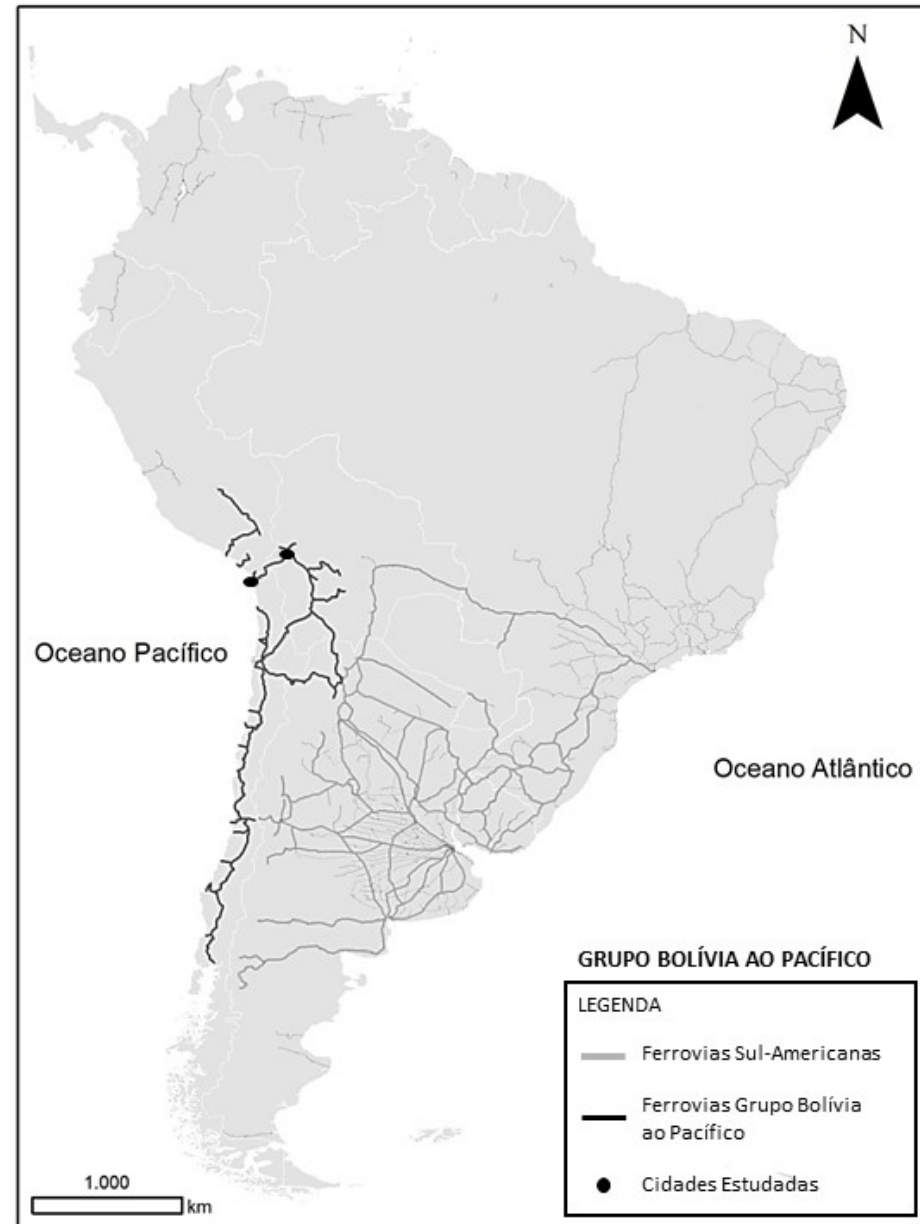 N
Oceano Pacífico
Oceano Atlântico
GRUPO BOLÍVIA AO PACÍFICO
LEGENDA
Ferrovias Sul-Americanas
Ferrovias Grupo Bolívia
ao Pacífico
Cidades Estudadas
1.000
km